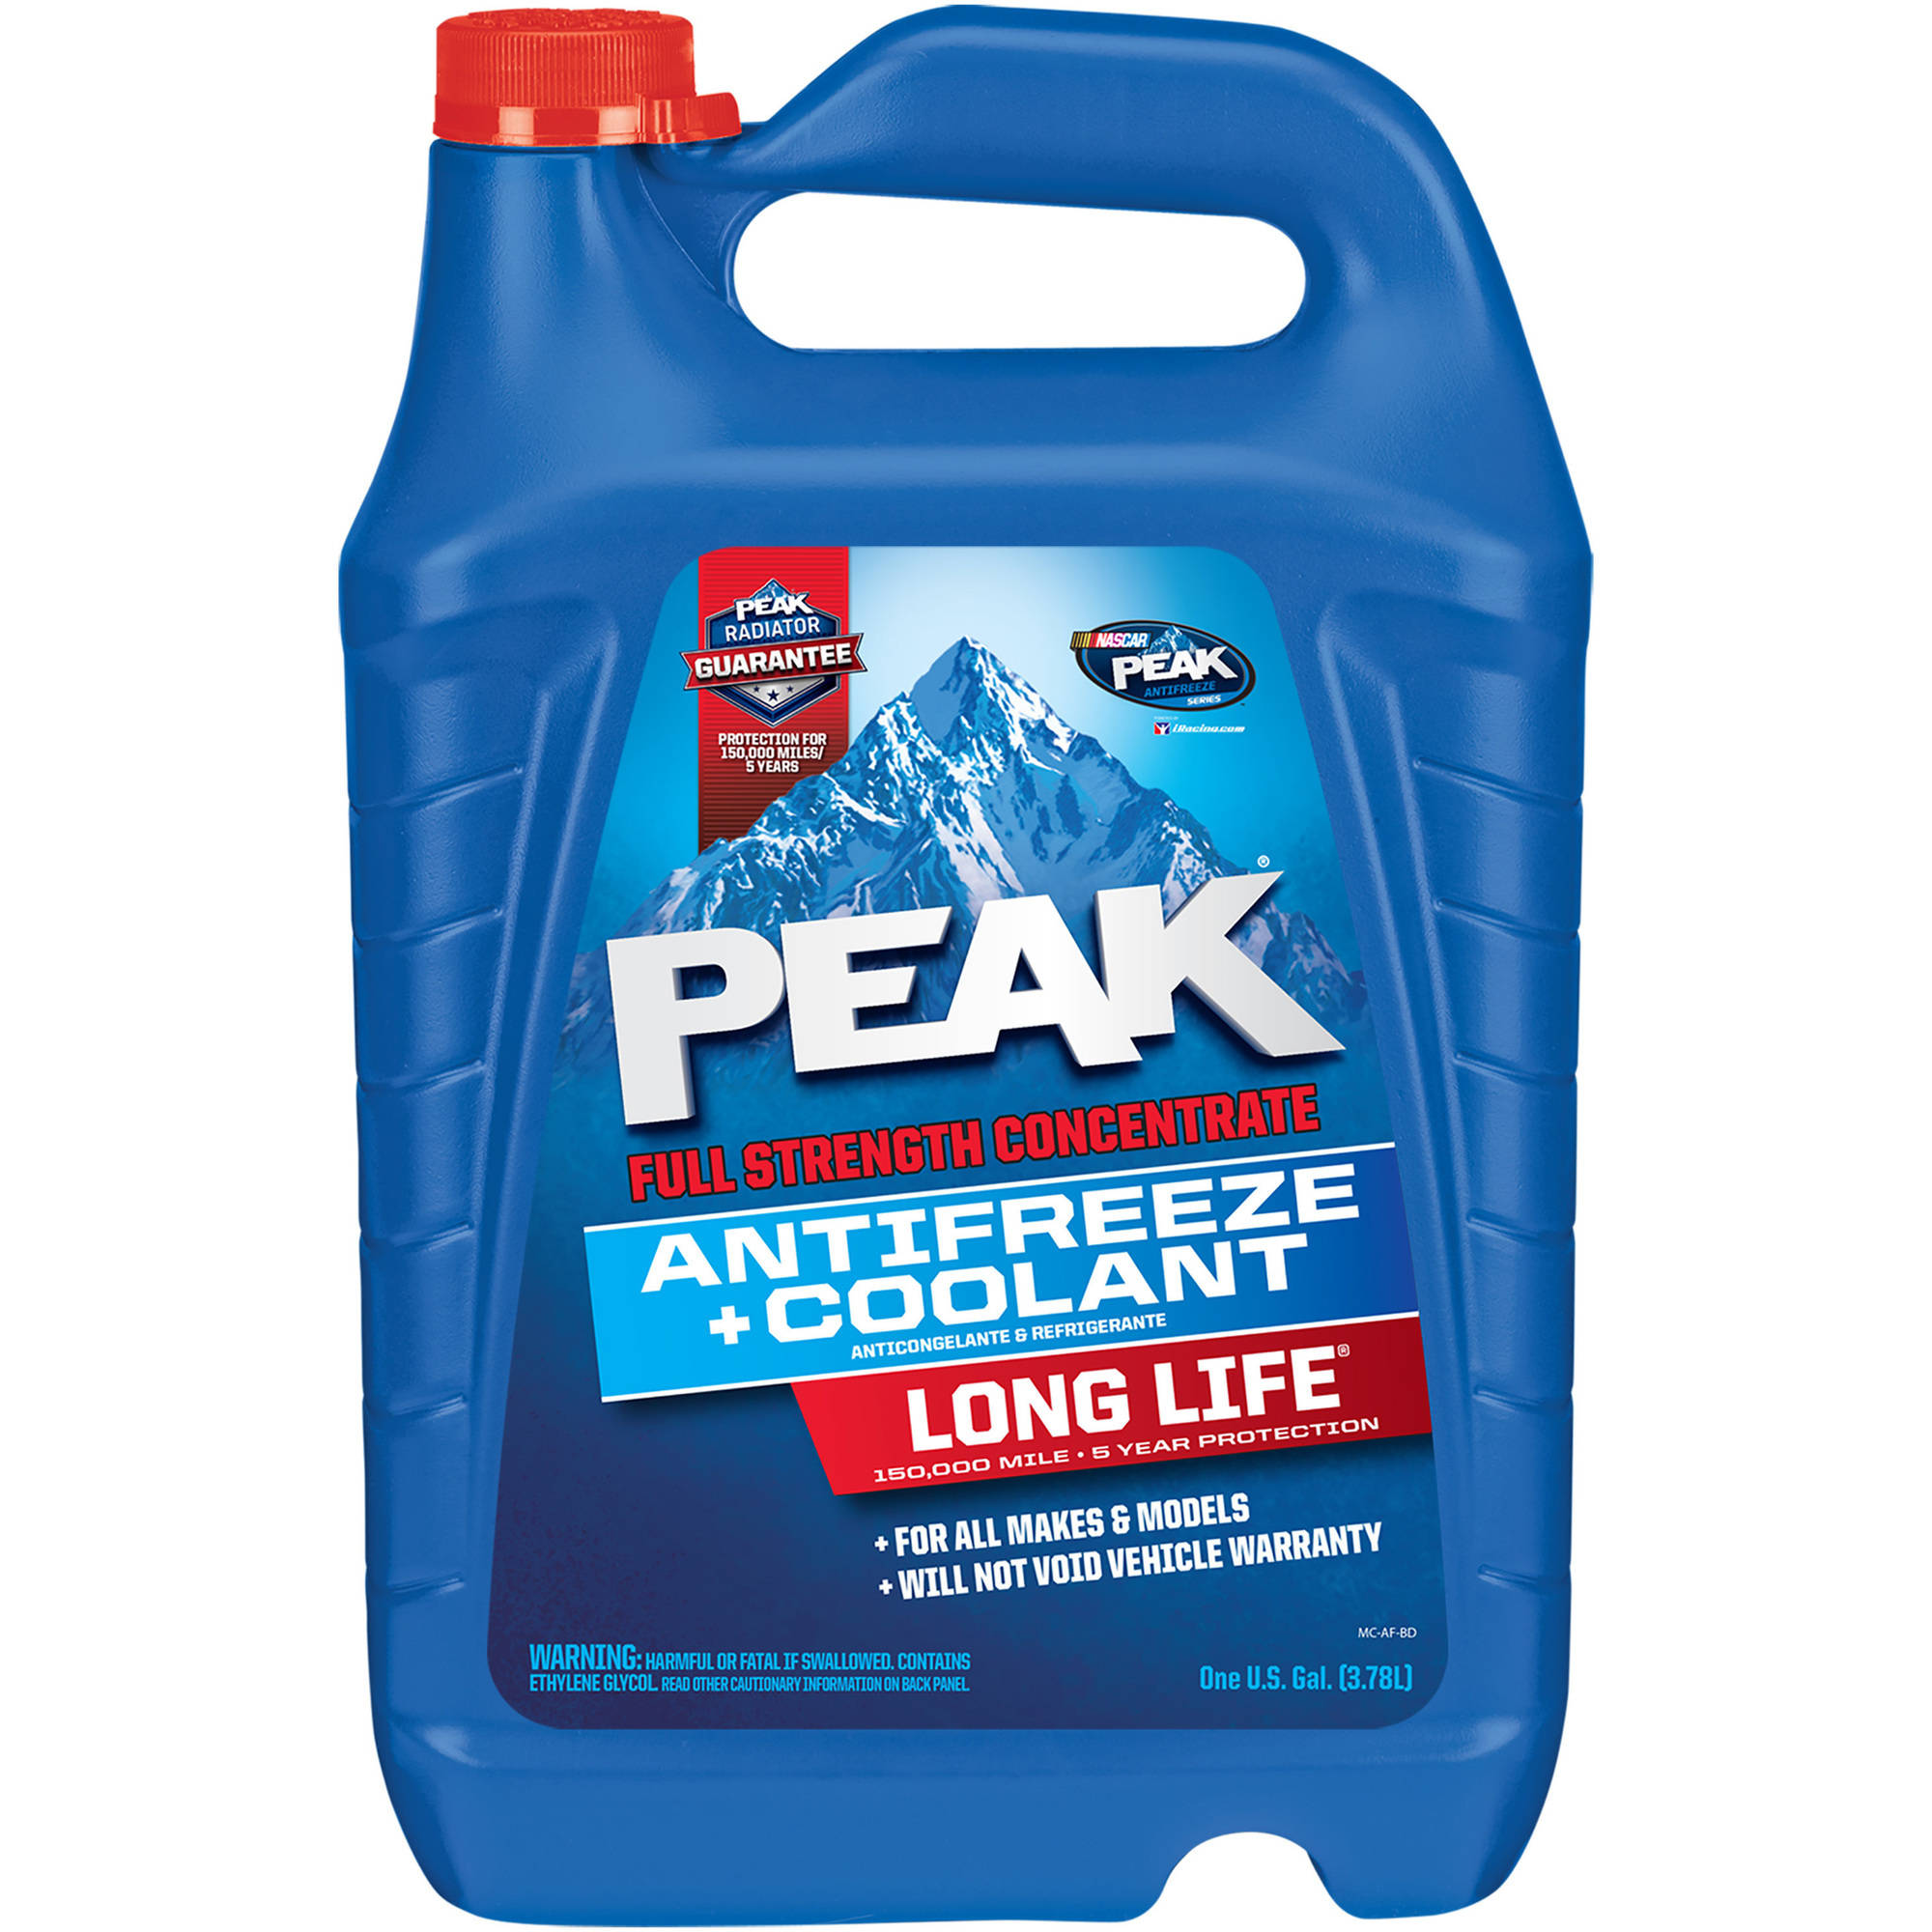 PEAK
RADIATOR
GUARANTEE
PROTECTION FOR
150,000 MILES/
5 YEARS
NASCAR
PEAK
ANTIFREEZE
SERIES
iRacing.com
PEAK®
FULL STRENGTH CONCENTRATE
ANTIFREEZE
+COOLANT
ANTICONGELANTE & REFRIGERANTE
LONG LIFE®
150,000 MILE • 5 YEAR PROTECTION
+ FOR ALL MAKES & MODELS
+ WILL NOT VOID VEHICLE WARRANTY
MC-AF-BD
WARNING: HARMFUL OR FATAL IF SWALLOWED. CONTAINS
ETHYLENE GLYCOL. READ OTHER CAUTIONARY INFORMATION ON BACK PANEL.
One U.S. Gal. (3.78L)